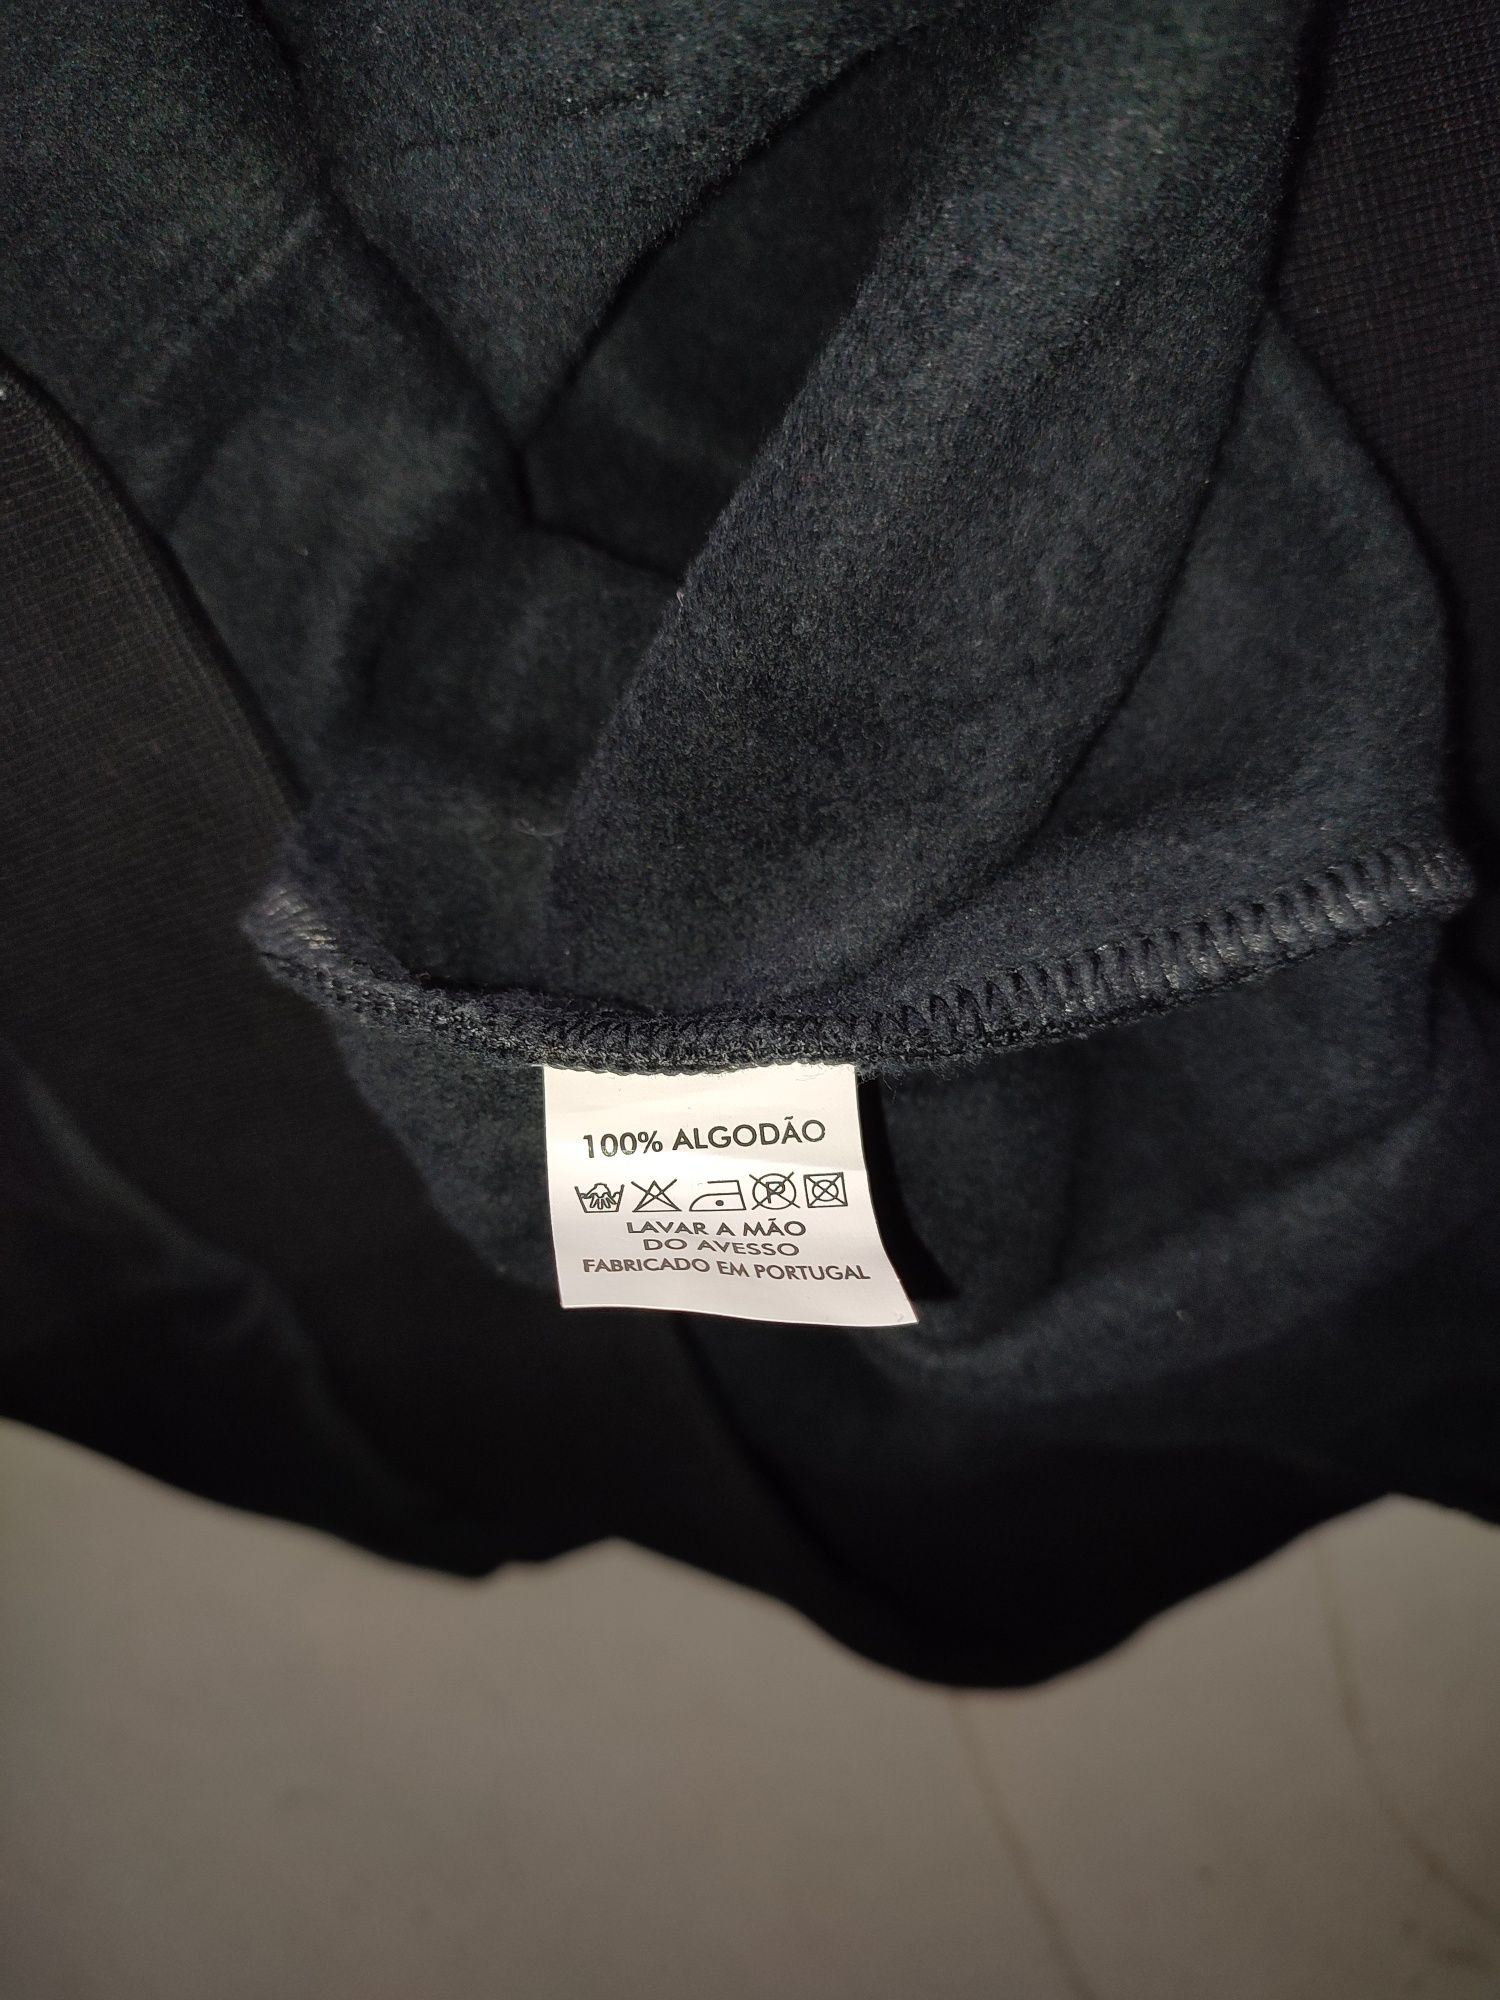 100% ALGODÃO
P
LAVAR A MÃO
DO AVESSO
FABRICADO EM PORTUGAL